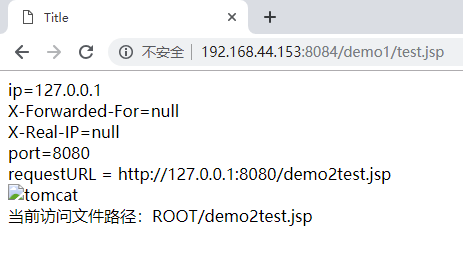 Title
不安全 192.168.44.153:8084/demo1/test.jsp
ip=127.0.0.1
X-Forwarded-For=null
X-Real-IP=null
port=8080
requestURL = http://127.0.0.1:8080/demo2test.jsp
tomcat
当前访问文件路径：ROOT/demo2test.jsp